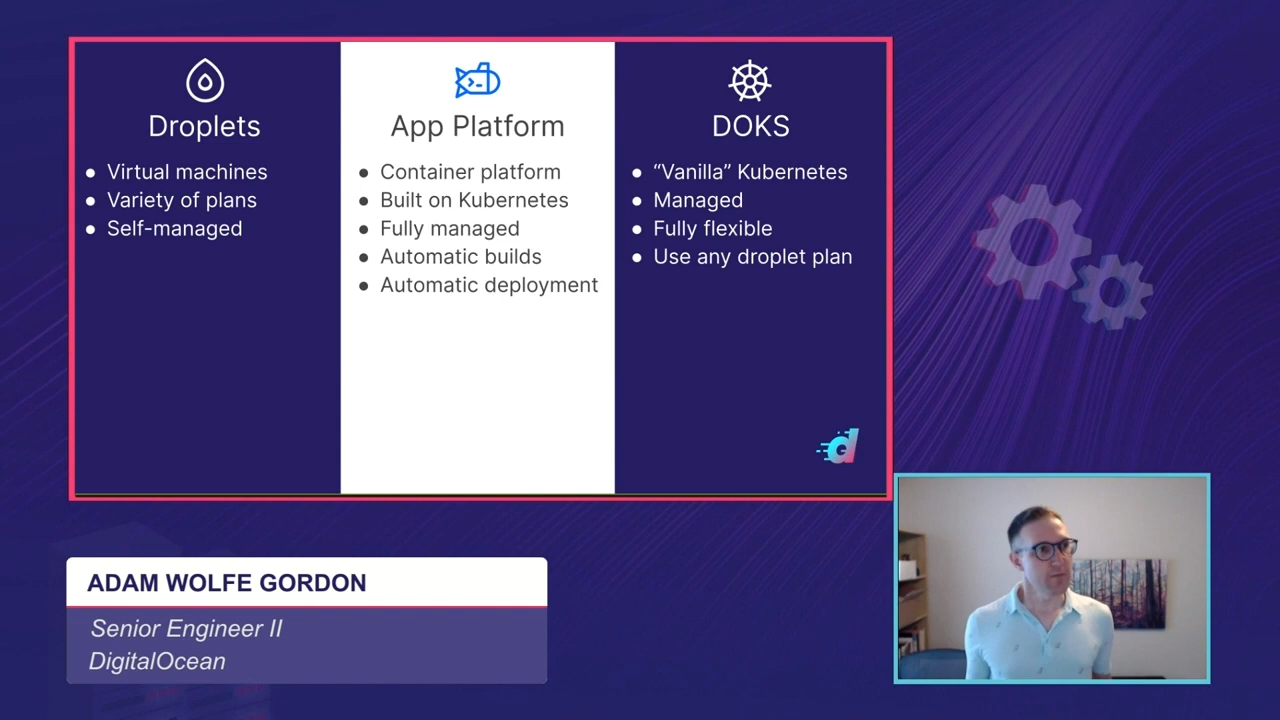 Droplets
• Virtual machines
• Variety of plans
• Self-managed
App Platform
• Container platform
• Built on Kubernetes
• Fully managed
• Automatic builds
• Automatic deployment
DOKS
• “Vanilla” Kubernetes
• Managed
• Fully flexible
• Use any droplet plan
d
ADAM WOLFE GORDON
Senior Engineer II
DigitalOcean